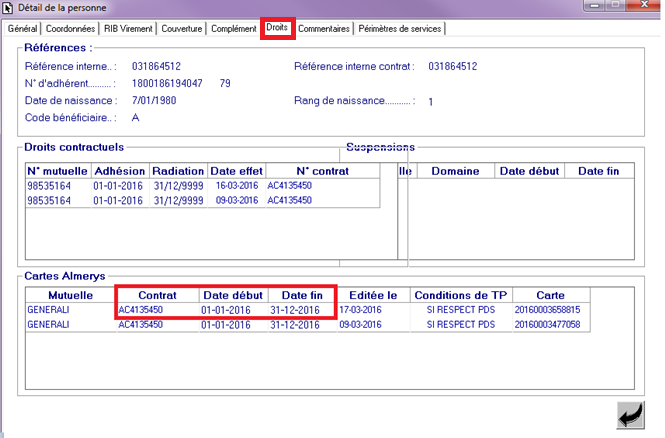 Détail de la personne
Général Coordonnées RIB Virement Couverture Complément Droits Commentaires Périmètres de services
Références :
Référence interne.. : 031864512 Référence interne contrat : 031864512
N° d'adhérent.......... : 1800186194047 79
Date de naissance : 7/01/1980 Rang de naissance........... : 1
Code bénéficiaire.. : A
Droits contractuels Suspensions
N° mutuelle Adhésion Radiation Date effet N° contrat lle Domaine Date début Date fin
98535164 01-01-2016 31/12/9999 16-03-2016 AC4135450
98535164 01-01-2016 31/12/9999 09-03-2016 AC4135450
Cartes Almerys
Mutuelle Contrat Date début Date fin Editée le Conditions de TP Carte
GENERALI AC4135450 01-01-2016 31-12-2016 17-03-2016 SI RESPECT PDS 20160003658815
GENERALI AC4135450 01-01-2016 31-12-2016 09-03-2016 SI RESPECT PDS 20160003477058